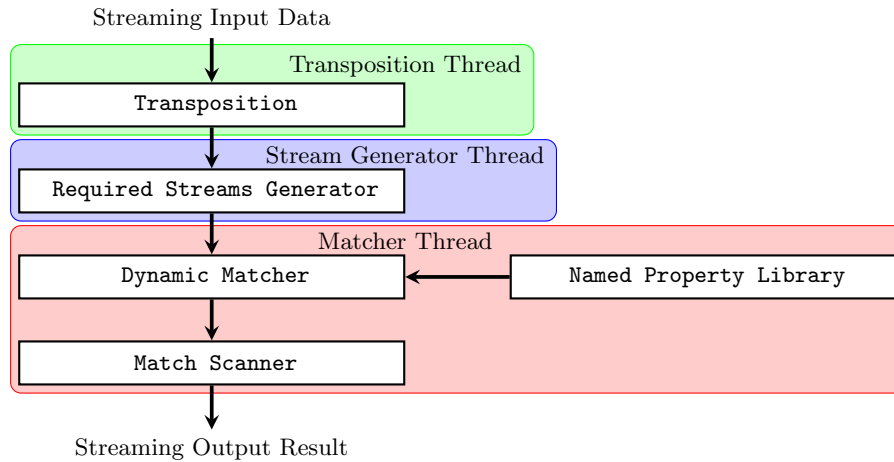 Streaming Input Data
Transposition Thread
Transposition
Stream Generator Thread
Required Streams Generator
Matcher Thread
Dynamic Matcher
Named Property Library
Match Scanner
Streaming Output Result